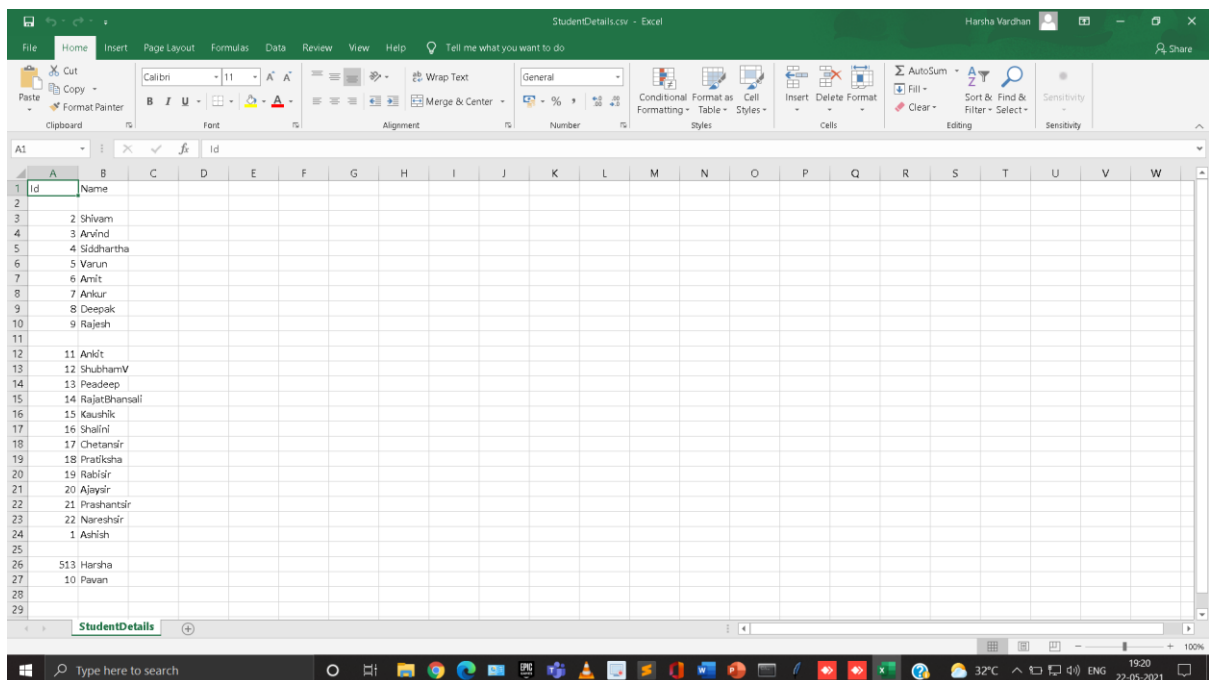 StudentDetails.csv - Excel
Harsha Vardhan
File Home Insert Page Layout Formulas Data Review View Help Tell me what you want to do
Share
Cut
Copy
Format Painter
Paste
Clipboard
Calibri 11 A A
B I U A
Font
Wrap Text
Merge & Center
Alignment
General
% ,
Number
Conditional Formatting
Format as Table
Cell Styles
Styles
Insert Delete Format
Cells
AutoSum
Fill
Clear
Sort & Filter
Find & Select
Editing
Sensitivity
Sensitivity
A1 fx Id
A B C D E F G H I J K L M N O P Q R S T U V W
1 Id Name
2
3 2 Shivam
4 3 Arvind
5 4 Siddhartha
6 5 Varun
7 6 Amit
8 7 Ankur
9 8 Deepak
10 9 Rajesh
11
12 11 Ankit
13 12 ShubhamV
14 13 Peadeep
15 14 RajatBhansali
16 15 Kaushik
17 16 Shalini
18 17 Chetansir
19 18 Pratiksha
20 19 Rabisir
21 20 Ajaysir
22 21 Prashantsir
23 22 Nareshsir
24 1 Ashish
25
26 513 Harsha
27 10 Pavan
28
29
StudentDetails
100%
Type here to search
32°C ENG 19:20
22-05-2021